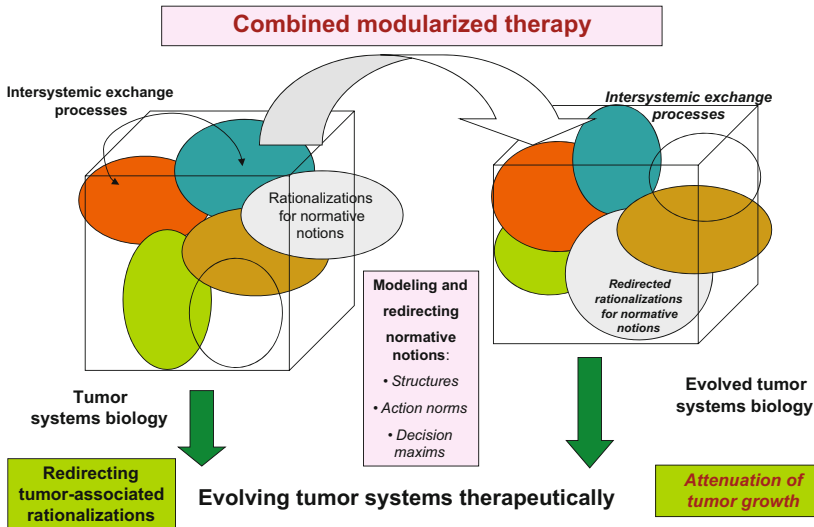 Combined modularized therapy
Intersystemic exchange
processes
Intersystemic exchange
processes
Rationalizations
for normative
notions
Redirected
rationalizations
for normative
notions
Modeling and
redirecting
normative
notions:
• Structures
• Action norms
• Decision
maxims
Tumor
systems biology
Evolved tumor
systems biology
Redirecting
tumor-associated
rationalizations
Evolving tumor systems therapeutically
Attenuation of
tumor growth